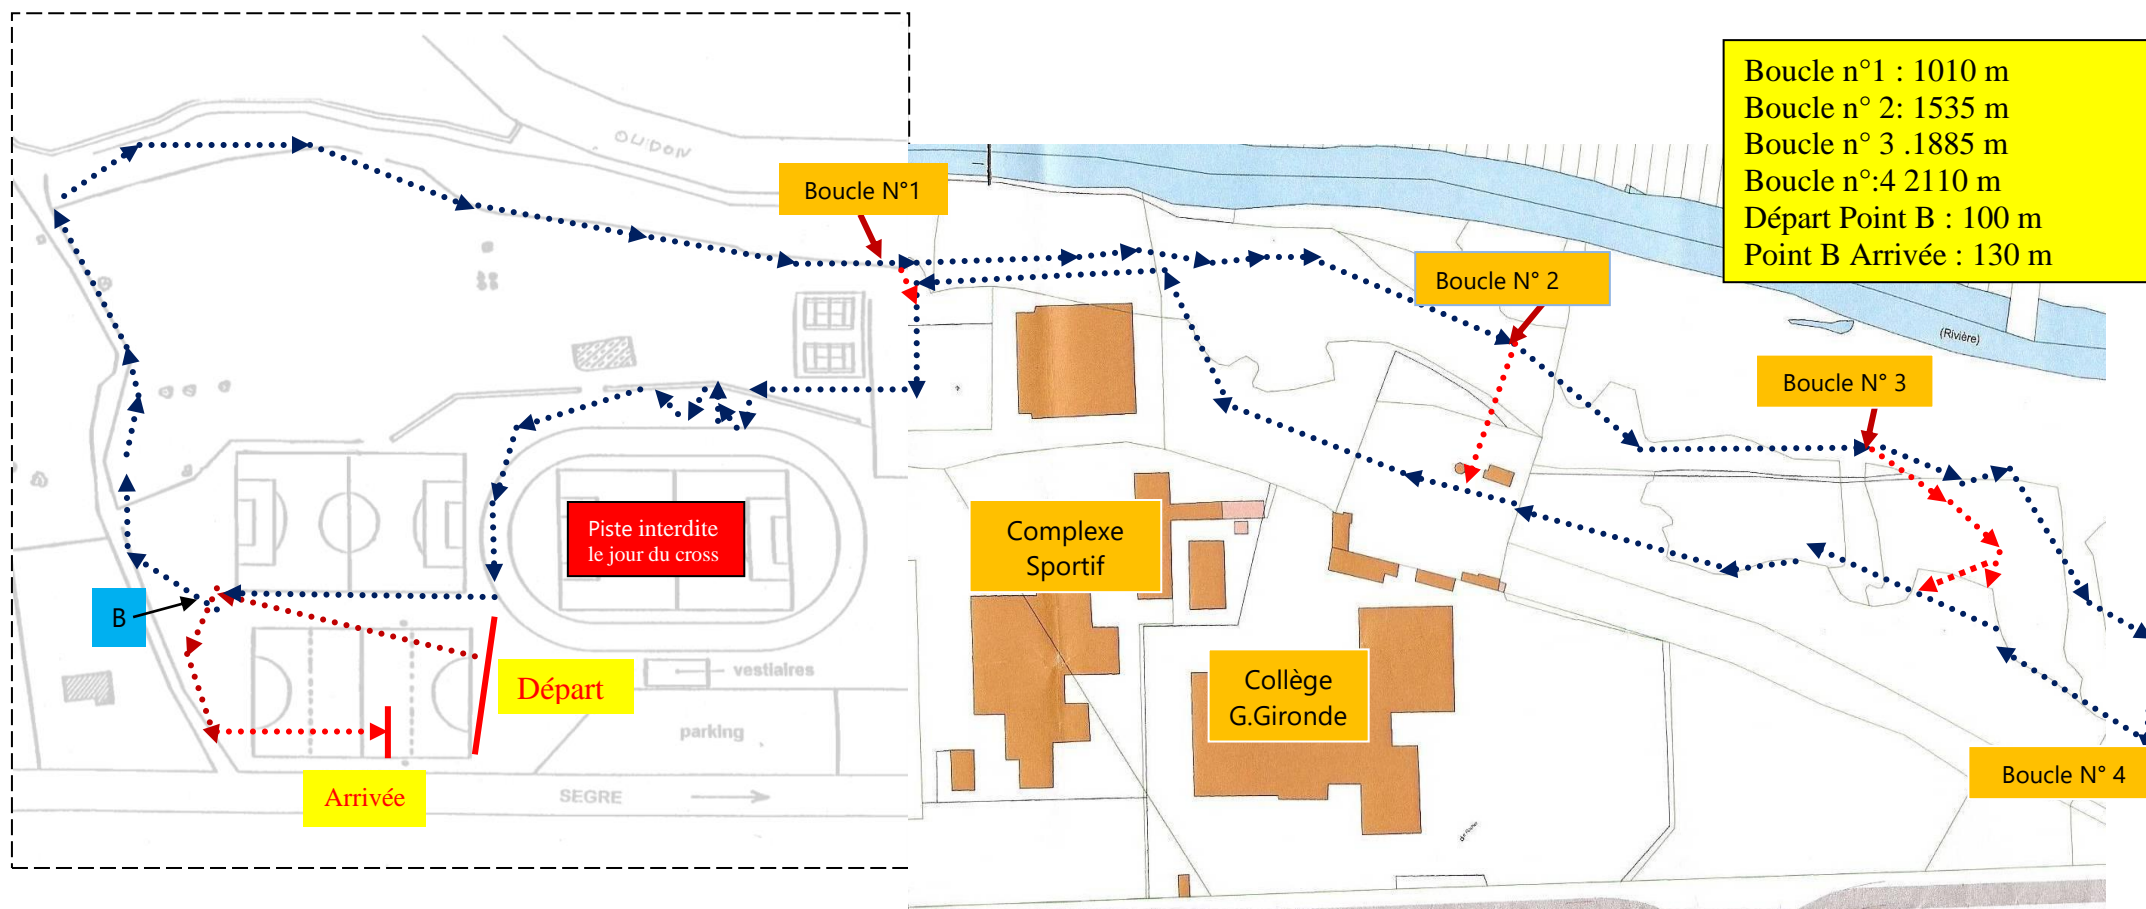 Boucle n°1 : 1010 m
Boucle n° 2: 1535 m
Boucle n° 3 .1885 m
Boucle n°:4 2110 m
Départ Point B : 100 m
Point B Arrivée : 130 m
OUDON
Boucle N°1
Boucle N° 2
(Rivière)
Boucle N° 3
Piste interdite
le jour du cross
Complexe
Sportif
B
vestiaires
Départ
Collège
G.Gironde
parking
Boucle N° 4
Arrivée
SEGRE